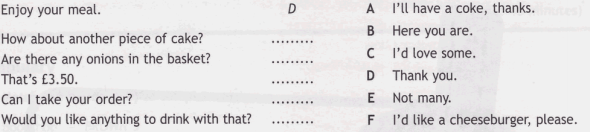 Enjoy your meal. D A I'll have a coke, thanks.
B Here you are.
How about another piece of cake? .........
Are there any onions in the basket? ......... C I'd love some.
That's £3.50. ......... D Thank you.
Can I take your order? ......... E Not many.
Would you like anything to drink with that? ......... F I'd like a cheeseburger, please.